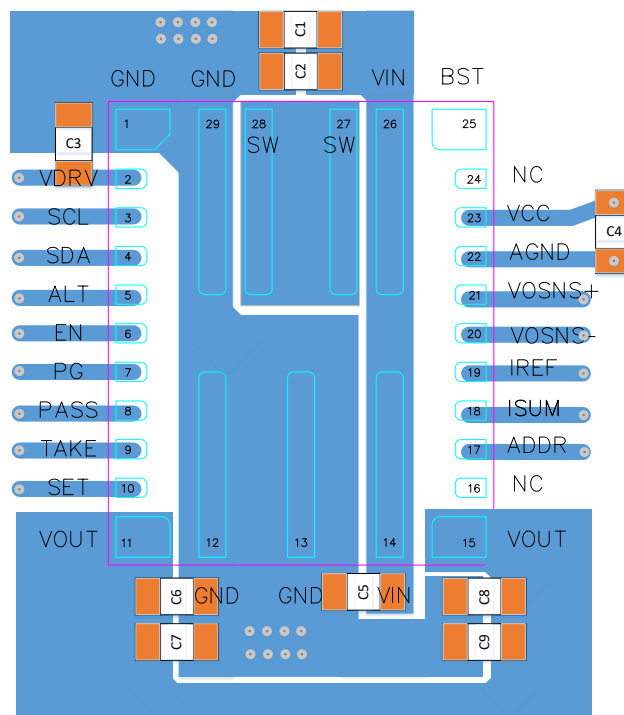 C1
C2
GND GND VIN BST
1 29 28 27 26 25
SW SW
C3
VDRV 2 24 NC
SCL 3 23 VCC
C4
SDA 4 22 AGND
ALT 5 21 VOSNS+
EN 6 20 VOSNS-
PG 7 19 IREF
PASS 8 18 ISUM
TAKE 9 17 ADDR
SET 10 16 NC
VOUT 11 12 13 14 15 VOUT
C6 GND GND C5 VIN C8
C7 C9